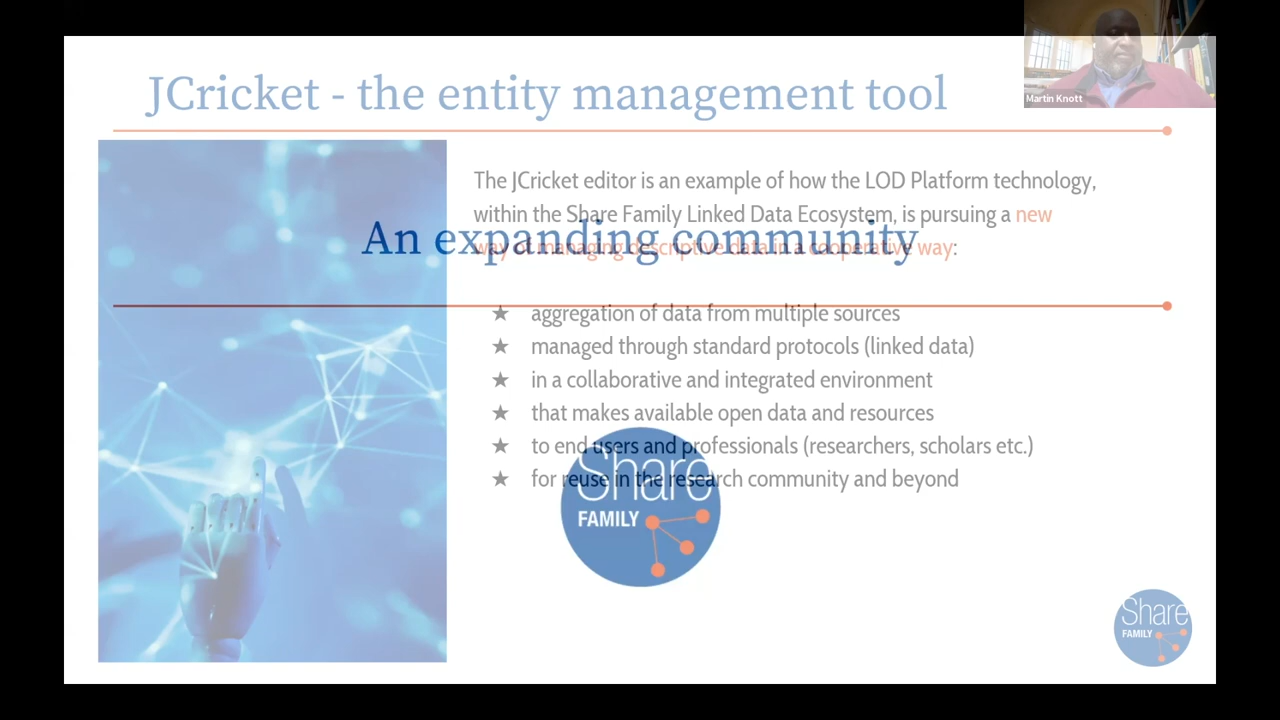 JCricket - the entity management tool
Martin Knott
The JCricket editor is an example of how the LOD Platform technology,
within the Share Family Linked Data Ecosystem, is pursuing a new
way of managing descriptive data in a cooperative way:
An expanding community
★ aggregation of data from multiple sources
★ managed through standard protocols (linked data)
★ in a collaborative and integrated environment
★ that makes available open data and resources
★ to end users and professionals (researchers, scholars etc.)
★ for reuse in the research community and beyond
Share
FAMILY
Share
FAMILY